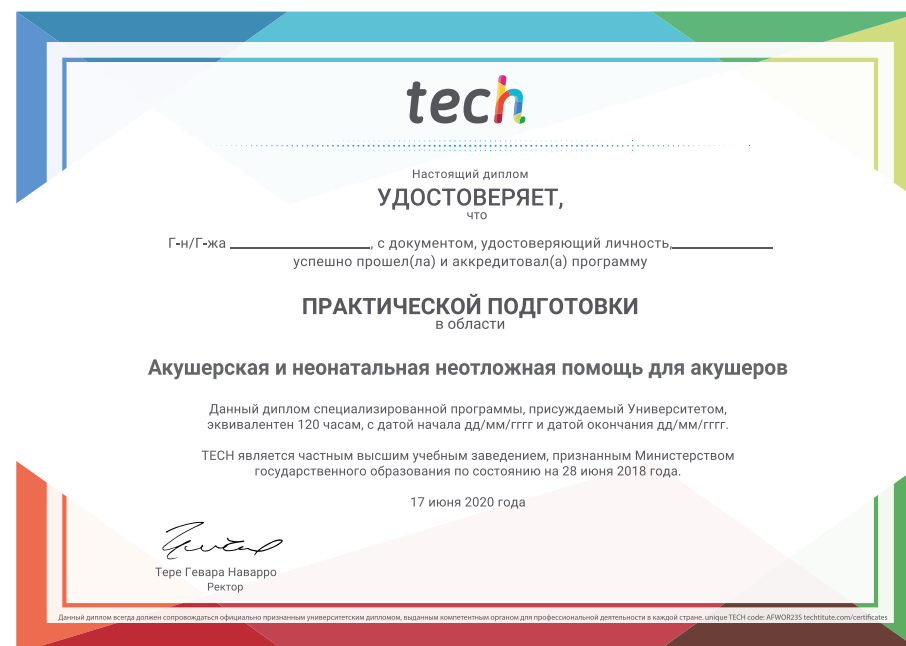 tech
Настоящий диплом
УДОСТОВЕРЯЕТ,
что
Г-н/Г-жа ____________________, с документом, удостоверяющий личность,______________
успешно прошел(ла) и аккредитовал(а) программу
ПРАКТИЧЕСКОЙ ПОДГОТОВКИ
в области
Акушерская и неонатальная неотложная помощь для акушеров
Данный диплом специализированной программы, присуждаемый Университетом,
эквивалентен 120 часам, с датой начала дд/мм/гггг и датой окончания дд/мм/гггг.
TECH является частным высшим учебным заведением, признанным Министерством
государственного образования по состоянию на 28 июня 2018 года.
17 июня 2020 года
Тере Гевара Наварро
Ректор
Данный диплом всегда должен сопровождаться официально признанным университетским дипломом, выданным компетентным органом для профессиональной деятельности в каждой стране. unique TECH code: AFWOR23S techtitute.com/certificates